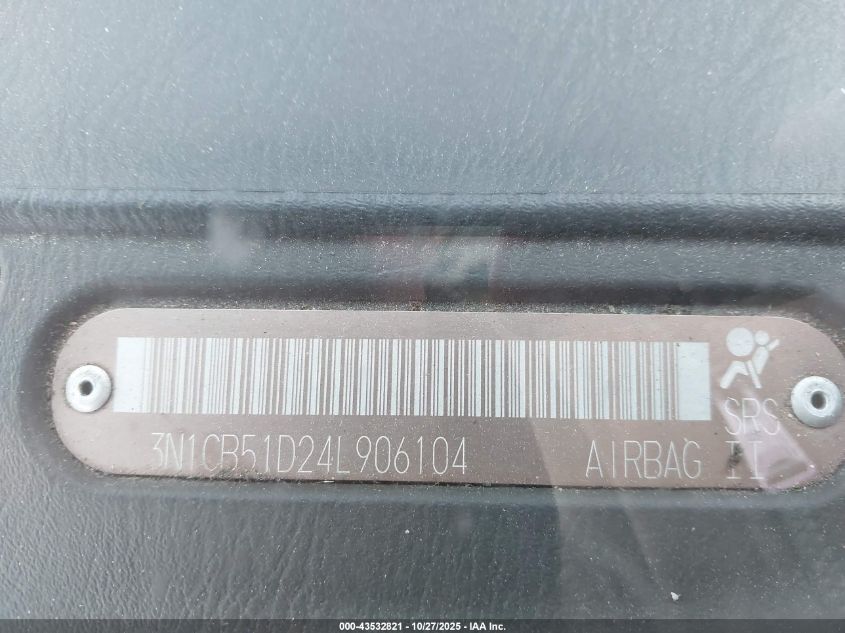 3N1CB51D24L906104
AIRBAG
SRS
II
000-43532821 - 10/27/2025 - IAA Inc.